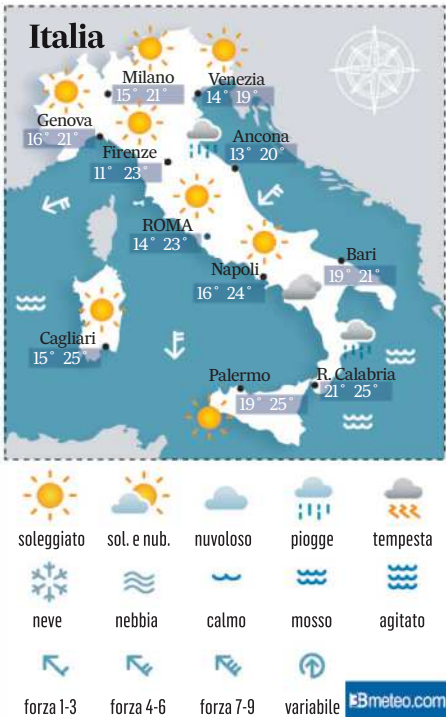 Italia
Milano
15° 21°
Venezia
14° 19°
Genova
16° 21°
Firenze
11° 23°
Ancona
13° 20°
ROMA
14° 23°
Napoli
16° 24°
Bari
19° 21°
Cagliari
15° 25°
Palermo
19° 25°
R. Calabria
21° 25°
soleggiato sol. e nub. nuvoloso piogge tempesta
neve nebbia calmo mosso agitato
forza 1-3 forza 4-6 forza 7-9 variabile
3Bmeteo.com